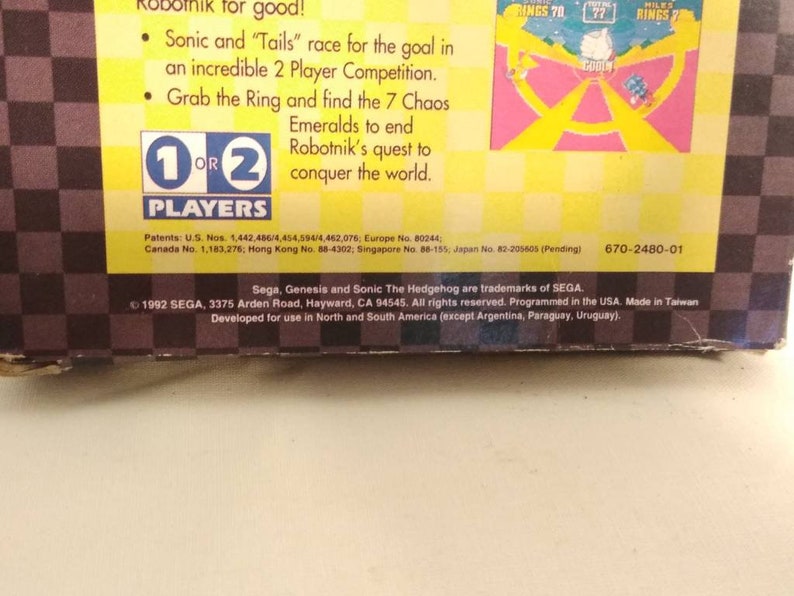 Robotnik for good!
• Sonic and "Tails" race for the goal in
an incredible 2 Player Competition.
• Grab the Ring and find the 7 Chaos
Emeralds to end
Robotnik's quest to
conquer the world.
1 OR 2
PLAYERS
SONIC TOTAL MILES
RINGS 70 77 RINGS 7
COOL!
Patents: U.S. Nos. 1,442,486/4,454,594/4,462,076; Europe No. 80244;
Canada No. 1,183,276; Hong Kong No. 88-4302; Singapore No. 88-155; Japan No. 82-205605 (Pending) 670-2480-01
Sega, Genesis and Sonic The Hedgehog are trademarks of SEGA.
© 1992 SEGA, 3375 Arden Road, Hayward, CA 94545. All rights reserved. Programmed in the USA. Made in Taiwan
Developed for use in North and South America (except Argentina, Paraguay, Uruguay).